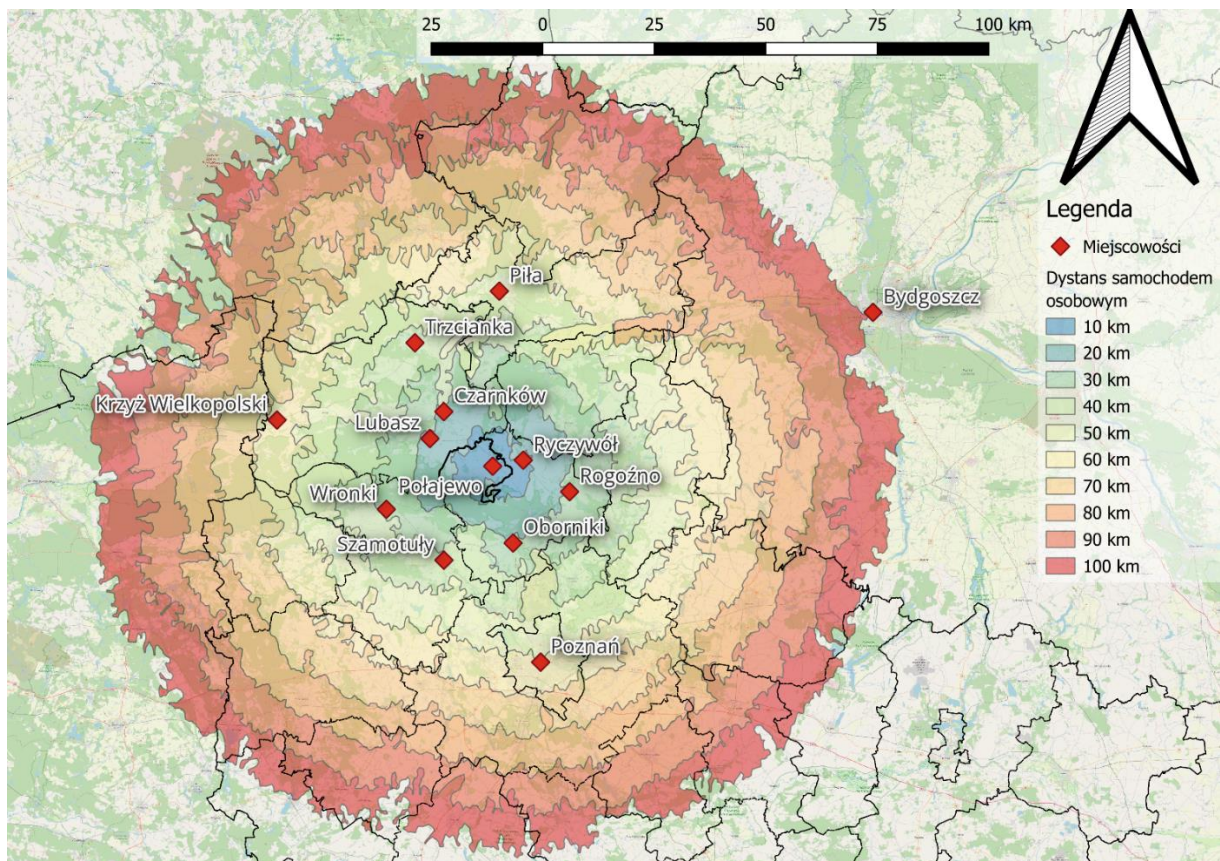 25 0 25 50 75 100 km
Legenda
Miejscowości
Dystans samochodem
osobowym
10 km
20 km
30 km
40 km
50 km
60 km
70 km
80 km
90 km
100 km
Piła
Bydgoszcz
Trzcianka
Krzyż Wielkopolski
Czarnków
Lubasz
Ryczywół
Połajewo
Rogoźno
Wronki
Oborniki
Szamotuły
Poznań